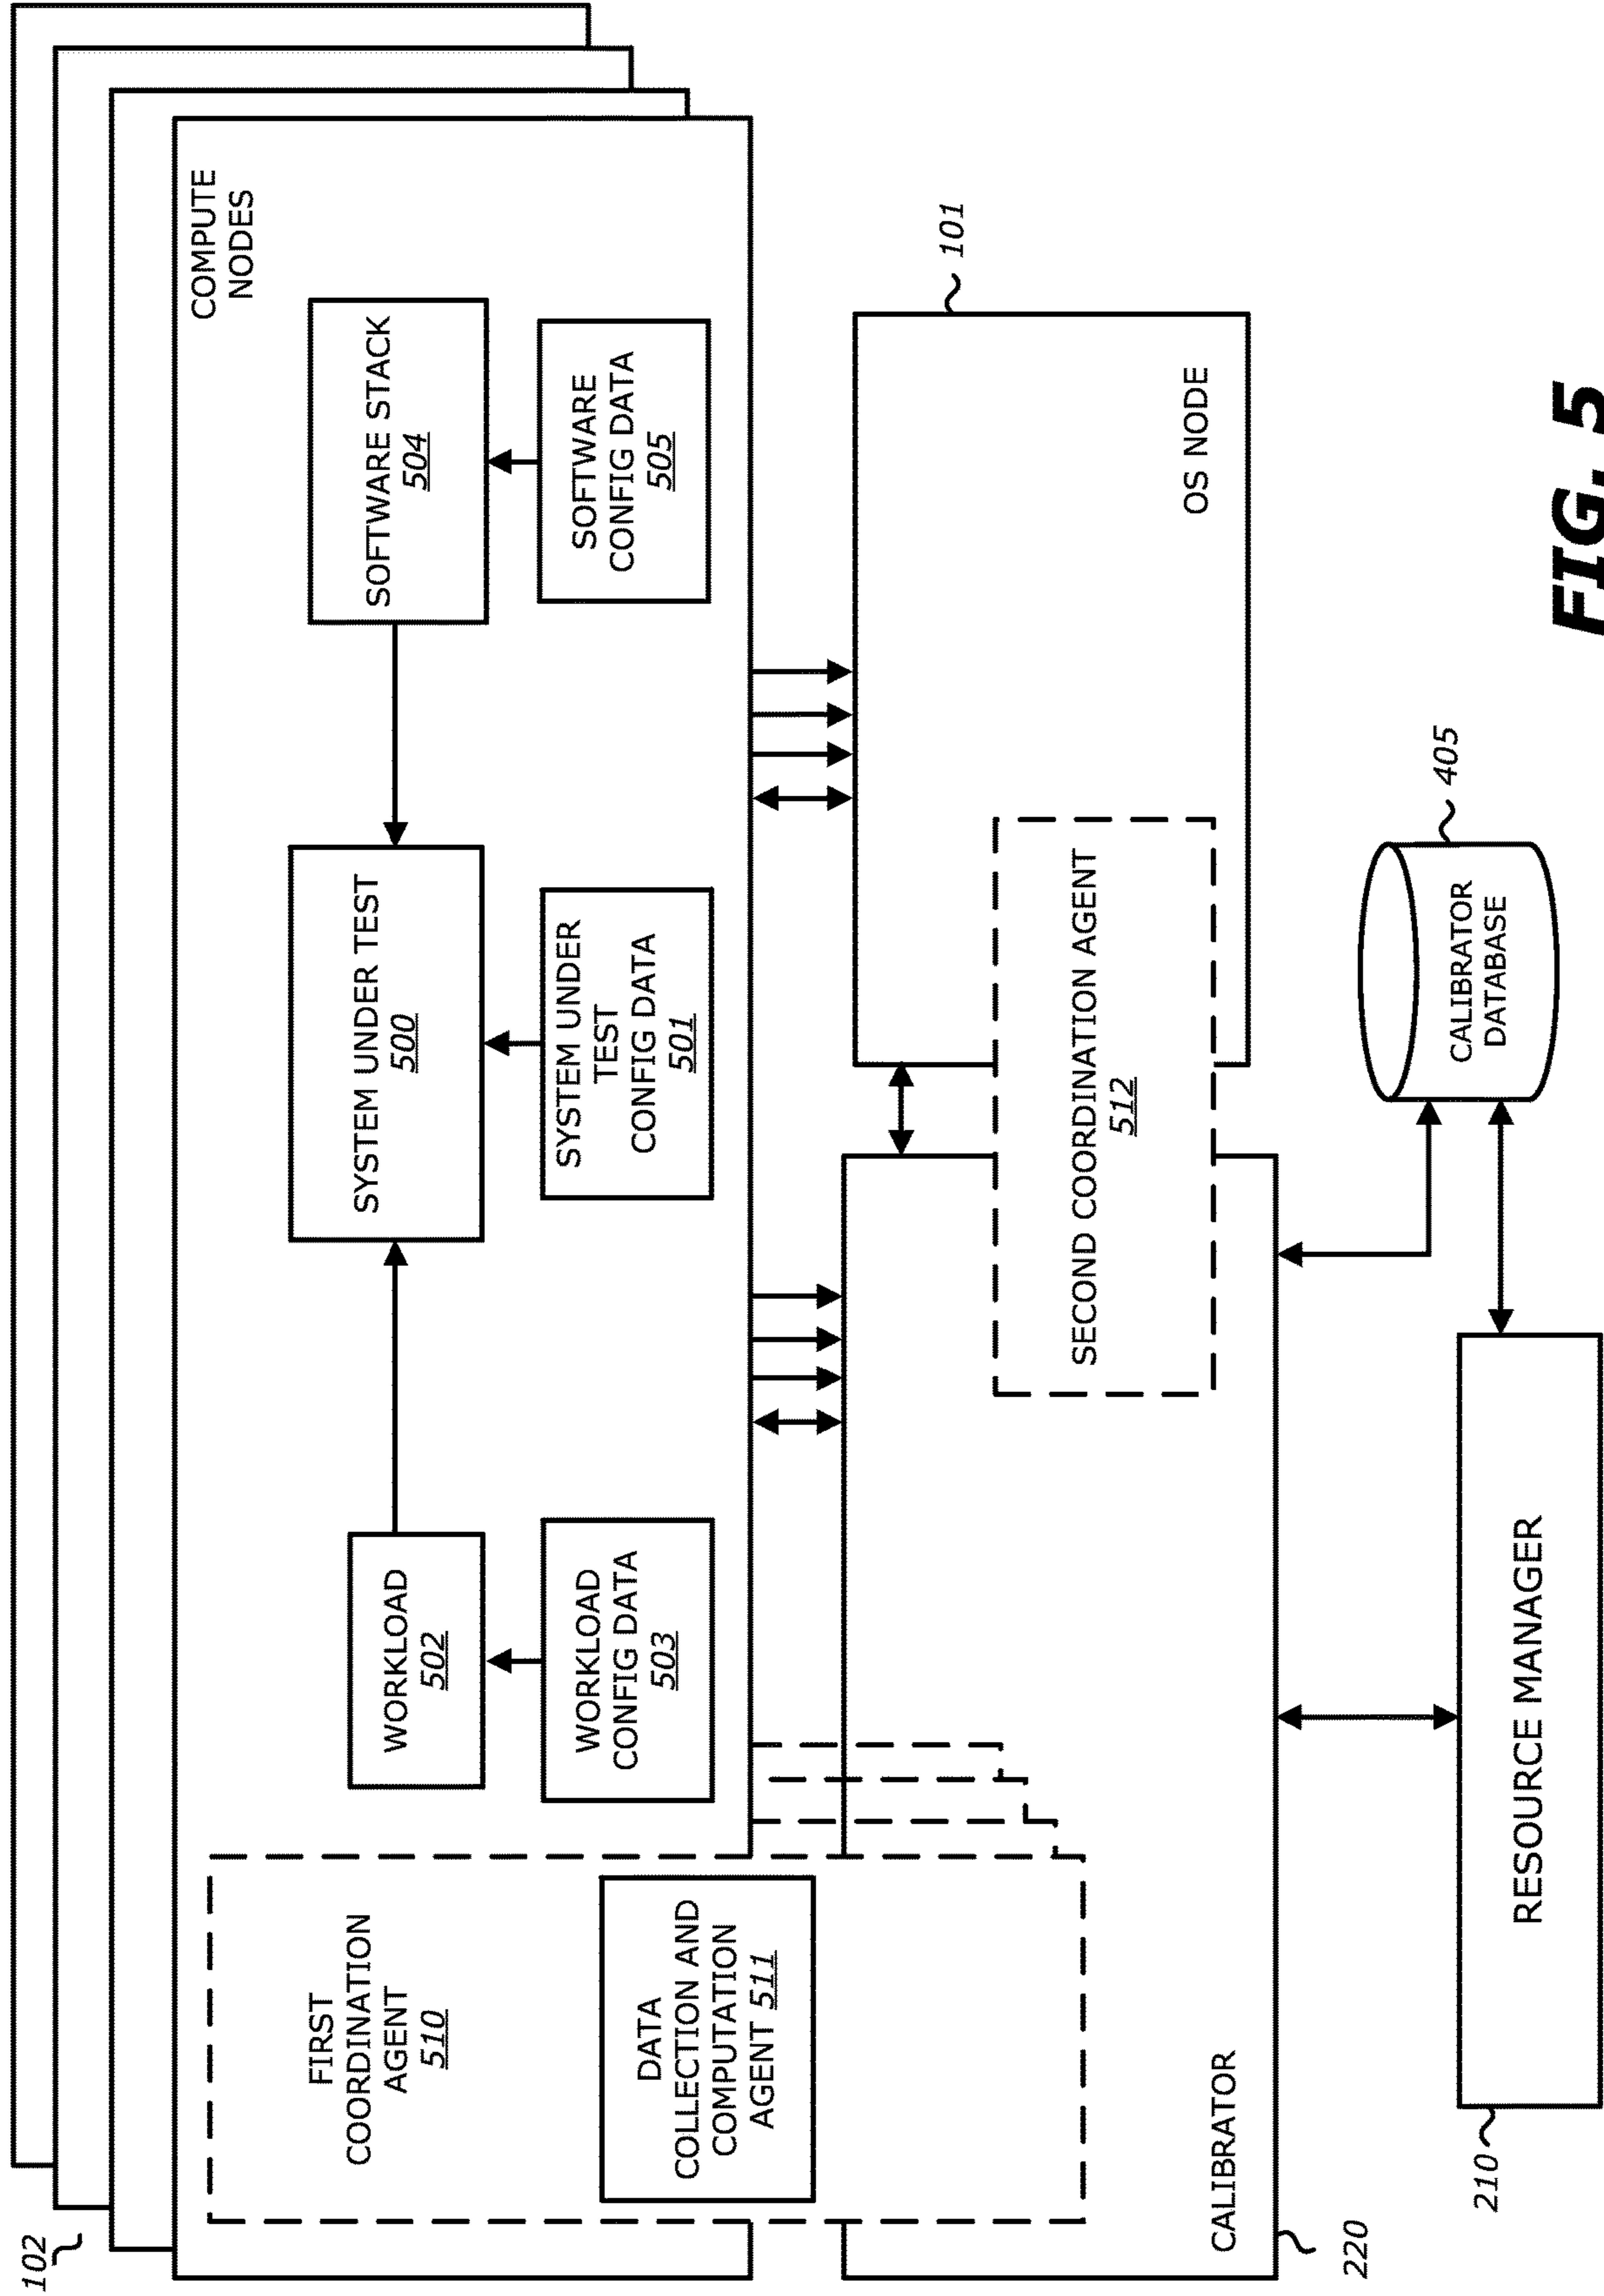 102
COMPUTE
NODES
FIRST
COORDINATION
AGENT
510
DATA
COLLECTION AND
COMPUTATION
AGENT 511
WORKLOAD
502
WORKLOAD
CONFIG DATA
503
SYSTEM UNDER TEST
500
SYSTEM UNDER
TEST
CONFIG DATA
501
SOFTWARE STACK
504
SOFTWARE
CONFIG DATA
505
CALIBRATOR
220
SECOND COORDINATION AGENT
512
OS NODE
101
RESOURCE MANAGER
210
CALIBRATOR
DATABASE
405
FIG. 5